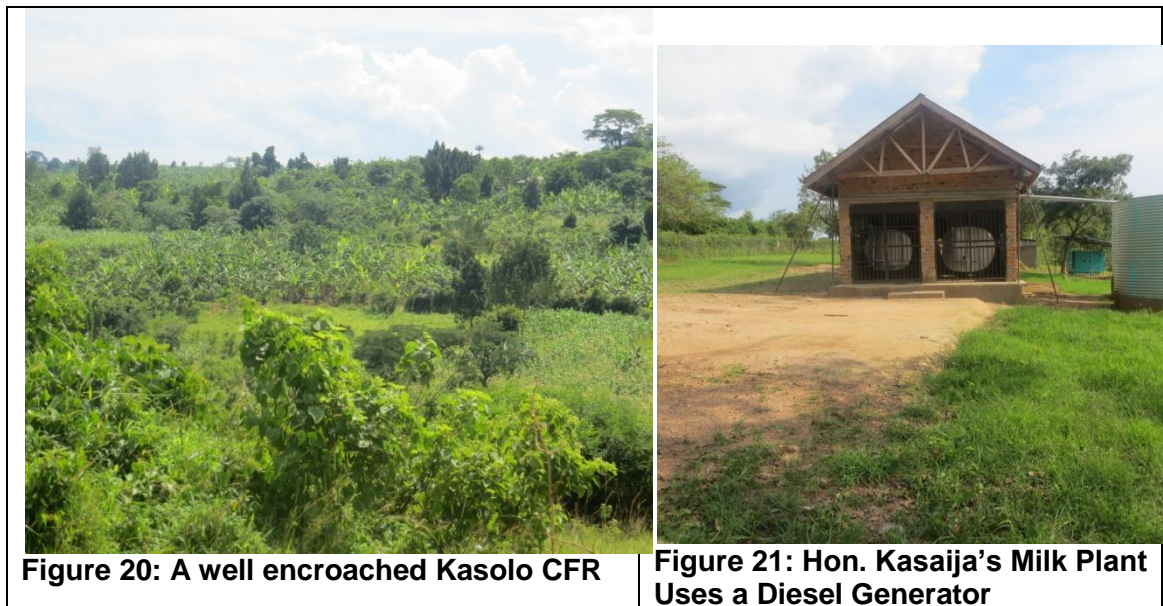 Figure 20: A well encroached Kasolo CFR
Figure 21: Hon. Kasaija’s Milk Plant
Uses a Diesel Generator